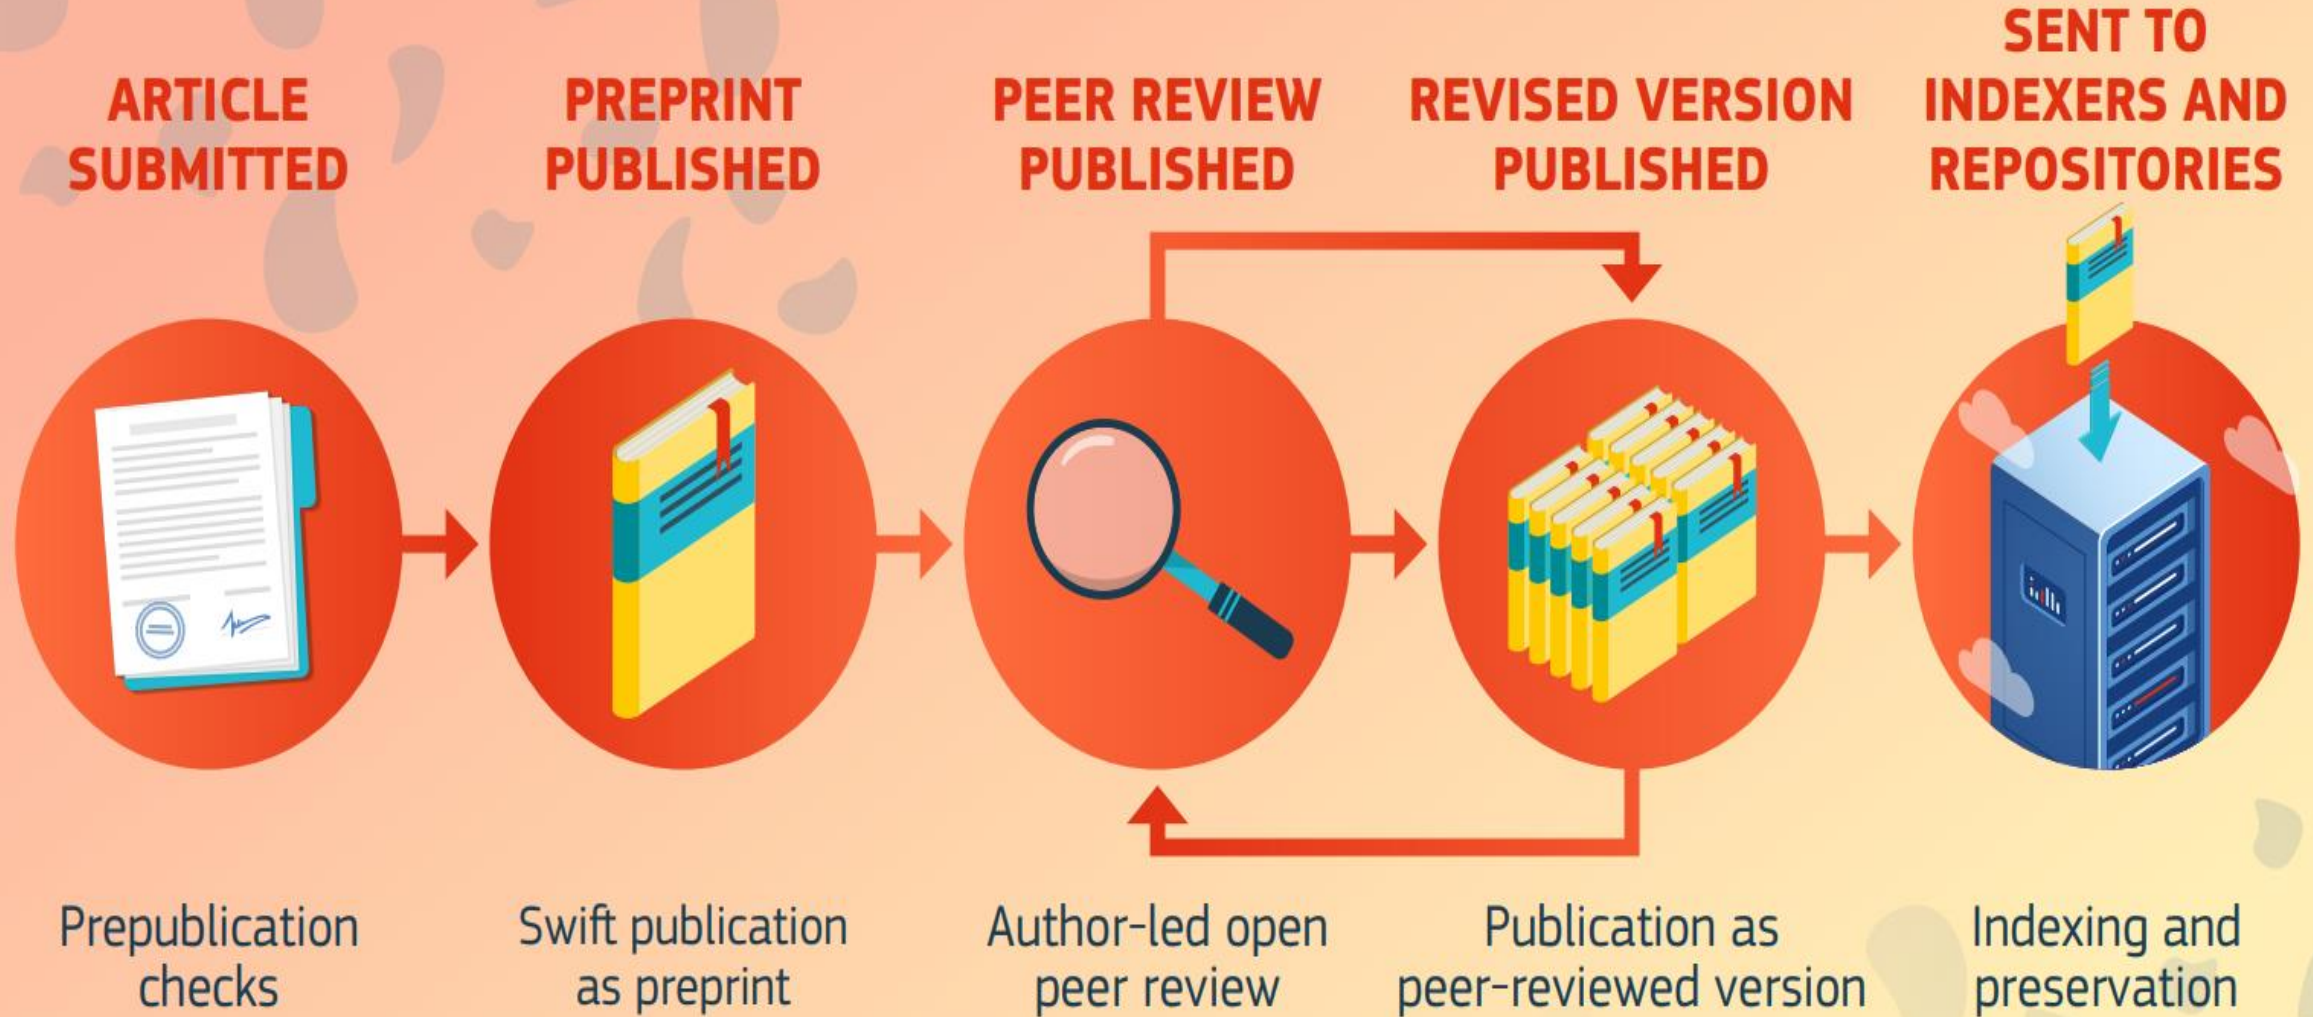 ARTICLE
SUBMITTED
PREPRINT
PUBLISHED
PEER REVIEW
PUBLISHED
REVISED VERSION
PUBLISHED
SENT TO
INDEXERS AND
REPOSITORIES
Prepublication
checks
Swift publication
as preprint
Author-led open
peer review
Publication as
peer-reviewed version
Indexing and
preservation